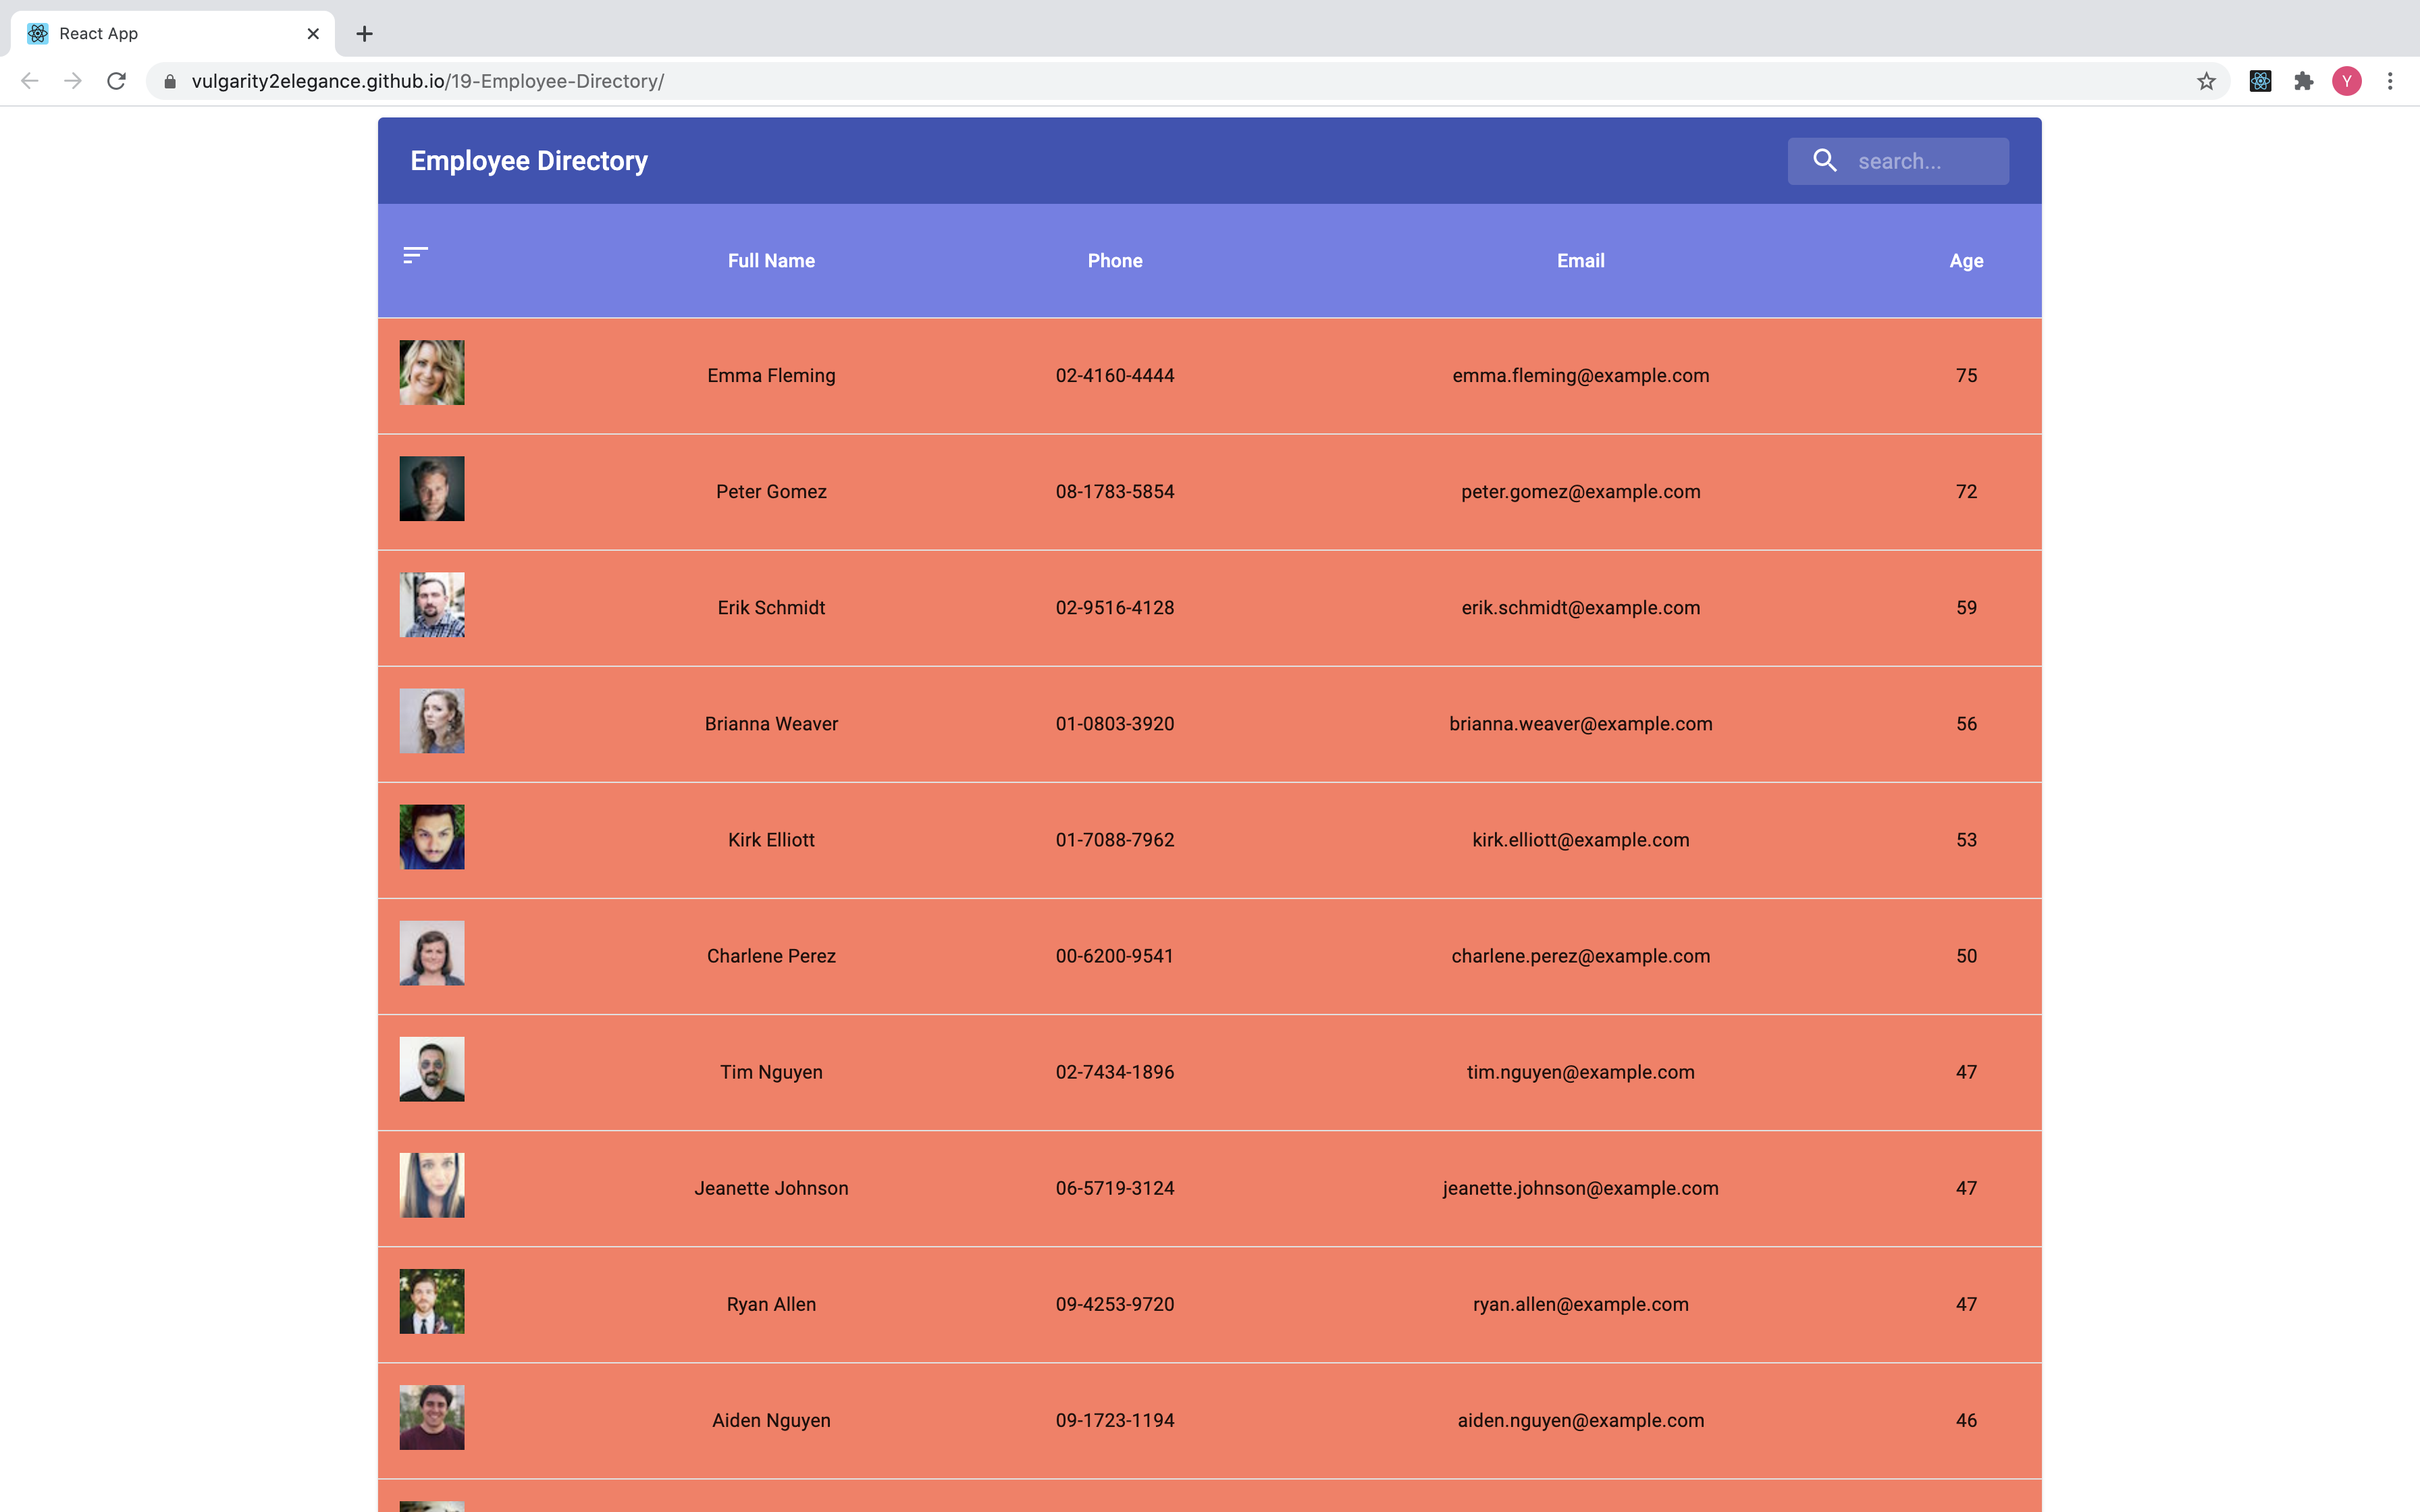 React App
vulgarity2elegance.github.io/19-Employee-Directory/
Y
Employee Directory
search...
Full Name Phone Email Age
Emma Fleming 02-4160-4444 emma.fleming@example.com 75
Peter Gomez 08-1783-5854 peter.gomez@example.com 72
Erik Schmidt 02-9516-4128 erik.schmidt@example.com 59
Brianna Weaver 01-0803-3920 brianna.weaver@example.com 56
Kirk Elliott 01-7088-7962 kirk.elliott@example.com 53
Charlene Perez 00-6200-9541 charlene.perez@example.com 50
Tim Nguyen 02-7434-1896 tim.nguyen@example.com 47
Jeanette Johnson 06-5719-3124 jeanette.johnson@example.com 47
Ryan Allen 09-4253-9720 ryan.allen@example.com 47
Aiden Nguyen 09-1723-1194 aiden.nguyen@example.com 46